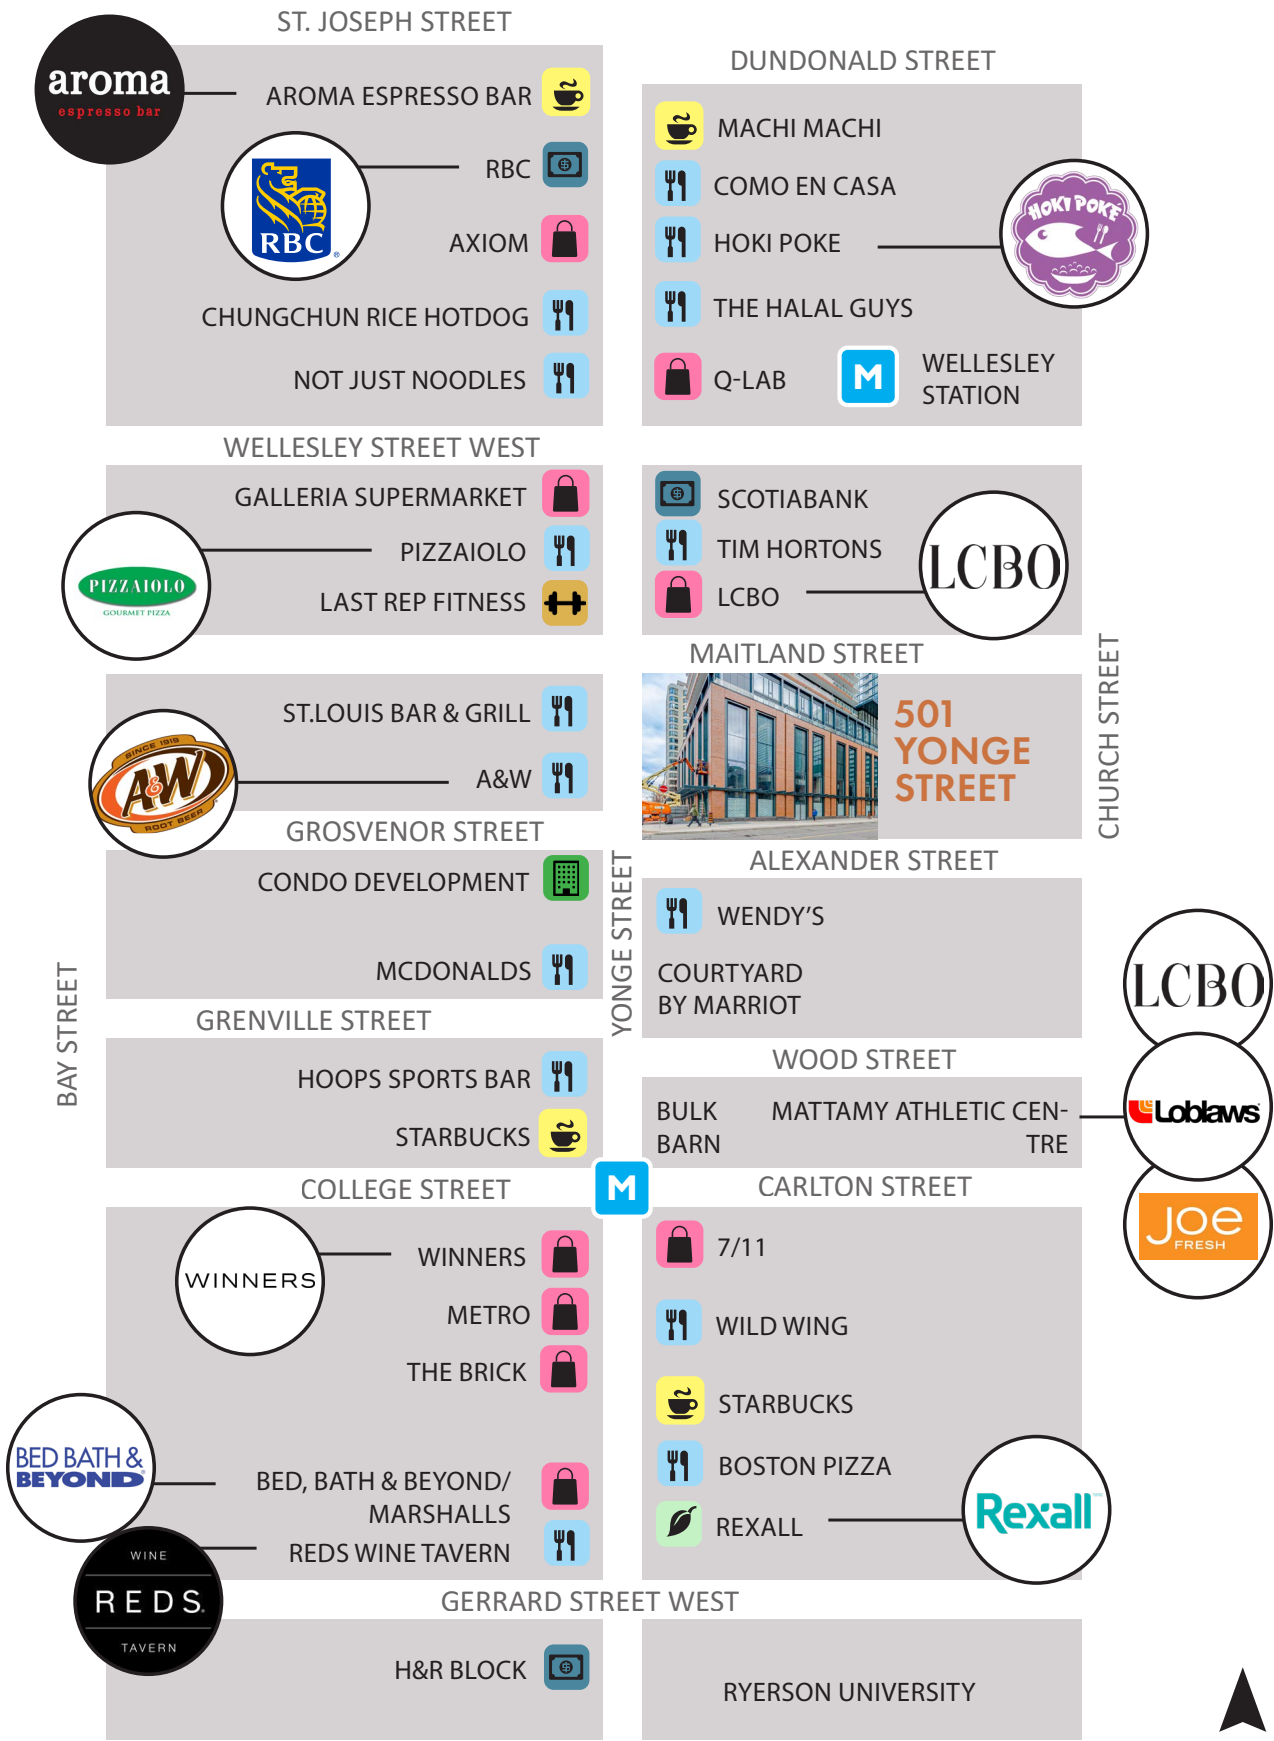 ST. JOSEPH STREET
aroma
espresso bar
AROMA ESPRESSO BAR
RBC
RBC
AXIOM
CHUNGCHUN RICE HOTDOG
NOT JUST NOODLES
DUNDONALD STREET
MACHI MACHI
COMO EN CASA
HOKI POKE
HOKI POKÉ
THE HALAL GUYS
Q-LAB
M
WELLESLEY
STATION
WELLESLEY STREET WEST
GALLERIA SUPERMARKET
PIZZAIOLO
PIZZAIOLO
GOURMET PIZZA
LAST REP FITNESS
SCOTIABANK
TIM HORTONS
LCBO
LCBO
MAITLAND STREET
ST.LOUIS BAR & GRILL
SINCE 1919
A&W
ROOT BEER
A&W
501
YONGE
STREET
CHURCH STREET
GROSVENOR STREET
ALEXANDER STREET
CONDO DEVELOPMENT
MCDONALDS
YONGE STREET
WENDY'S
COURTYARD
BY MARRIOT
BAY STREET
GRENVILLE STREET
WOOD STREET
HOOPS SPORTS BAR
STARBUCKS
BULK
BARN
MATTAMY ATHLETIC CEN-
TRE
LCBO
Loblaws
JOE
FRESH
M
COLLEGE STREET
CARLTON STREET
WINNERS
WINNERS
METRO
THE BRICK
BED BATH &
BEYOND
BED, BATH & BEYOND/
MARSHALLS
WINE
REDS
TAVERN
REDS WINE TAVERN
7/11
WILD WING
STARBUCKS
BOSTON PIZZA
REXALL
Rexall
GERRARD STREET WEST
H&R BLOCK
RYERSON UNIVERSITY